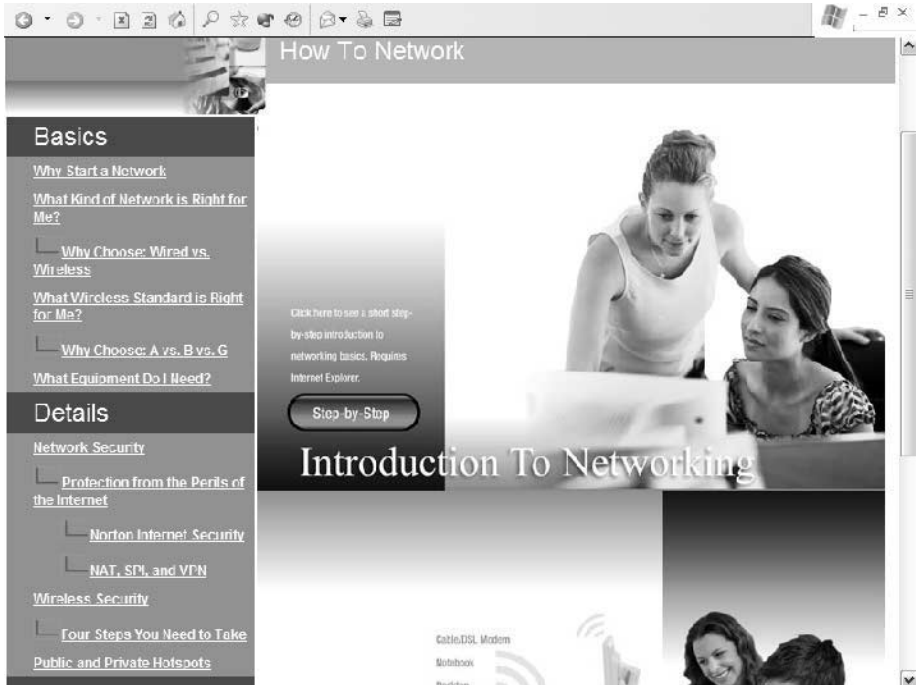 How To Network
Basics
Why Start a Network
What Kind of Network is Right for
Me?
Why Choose: Wired vs.
Wireless
What Wireless Standard is Right
for Me?
Why Choose: A vs. B vs. G
What Equipment Do I Need?
Details
Network Security
Protection from the Perils of
the Internet
Norton Internet Security
NAT, SPI, and VPN
Wireless Security
Four Steps You Need to Take
Public and Private Hotspots
Click here to see a short step-
by-step introduction to
networking basics. Requires
Internet Explorer.
Step-by-Step
Introduction To Networking
Cable/DSL Modem
Notebook